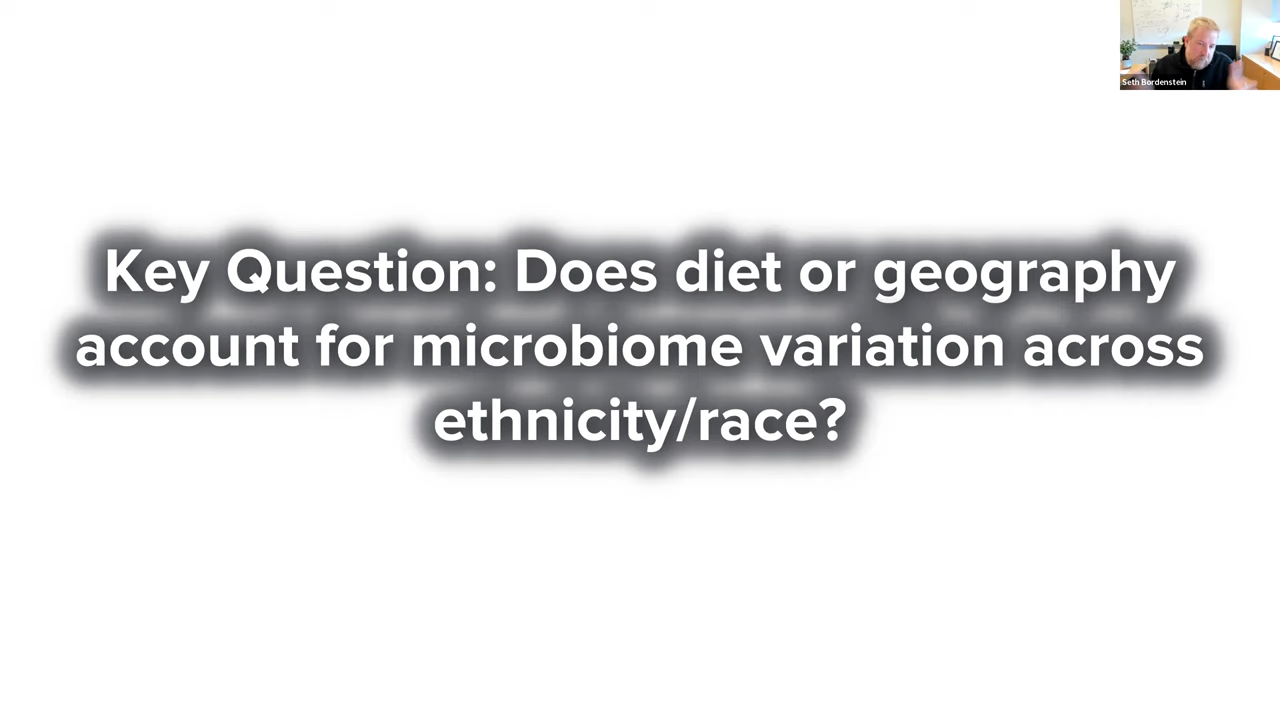 Seth Bordenstein
Key Question: Does diet or geography
account for microbiome variation across
ethnicity/race?